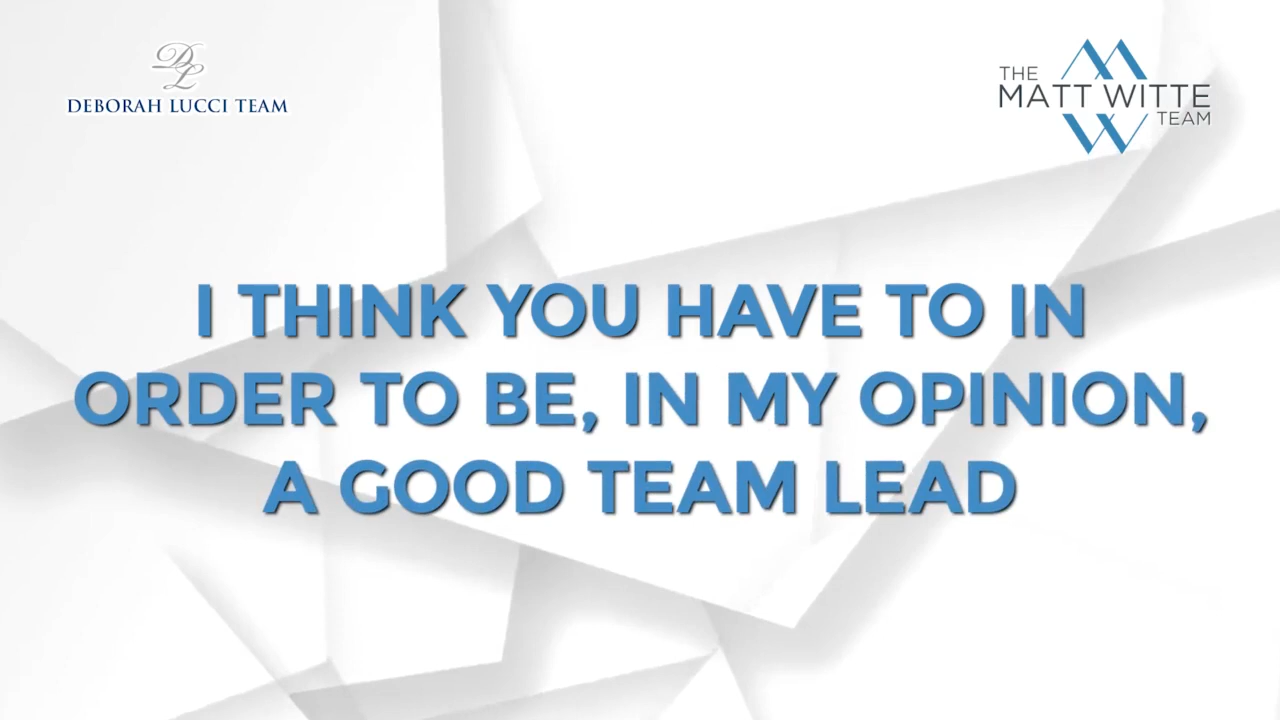 DL
DEBORAH LUCCI TEAM
THE
MATT WITTE
TEAM
I THINK YOU HAVE TO IN
ORDER TO BE, IN MY OPINION,
A GOOD TEAM LEAD